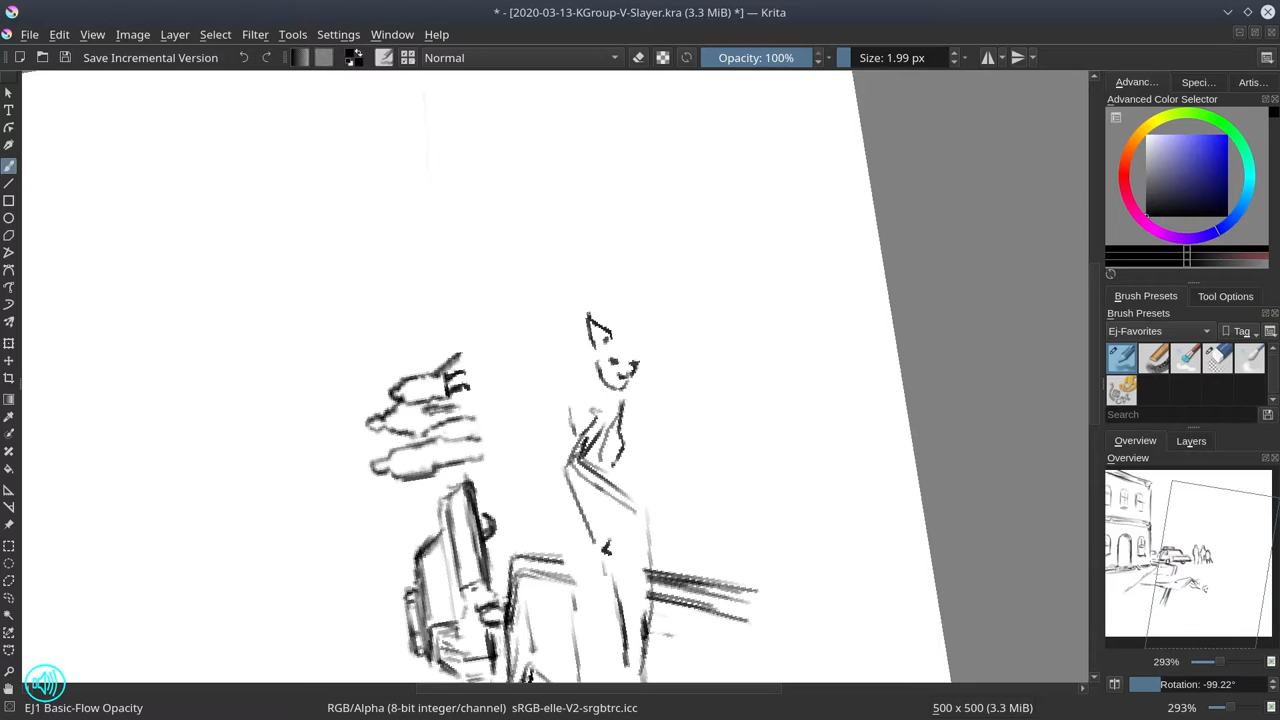 * - [2020-03-13-KGroup-V-Slayer.kra (3.3 MiB) *] — Krita
File Edit View Image Layer Select Filter Tools Settings Window Help
Save Incremental Version Normal Opacity: 100% Size: 1.99 px
Advanc... Speci... Artis...
Advanced Color Selector
Brush Presets Tool Options
Brush Presets
Ej-Favorites Tag
Search
Overview Layers
Overview
293%
Rotation: -99.22°
EJ1 Basic-Flow Opacity RGB/Alpha (8-bit integer/channel) sRGB-elle-V2-srgbtrc.icc 500 x 500 (3.3 MiB) 293%